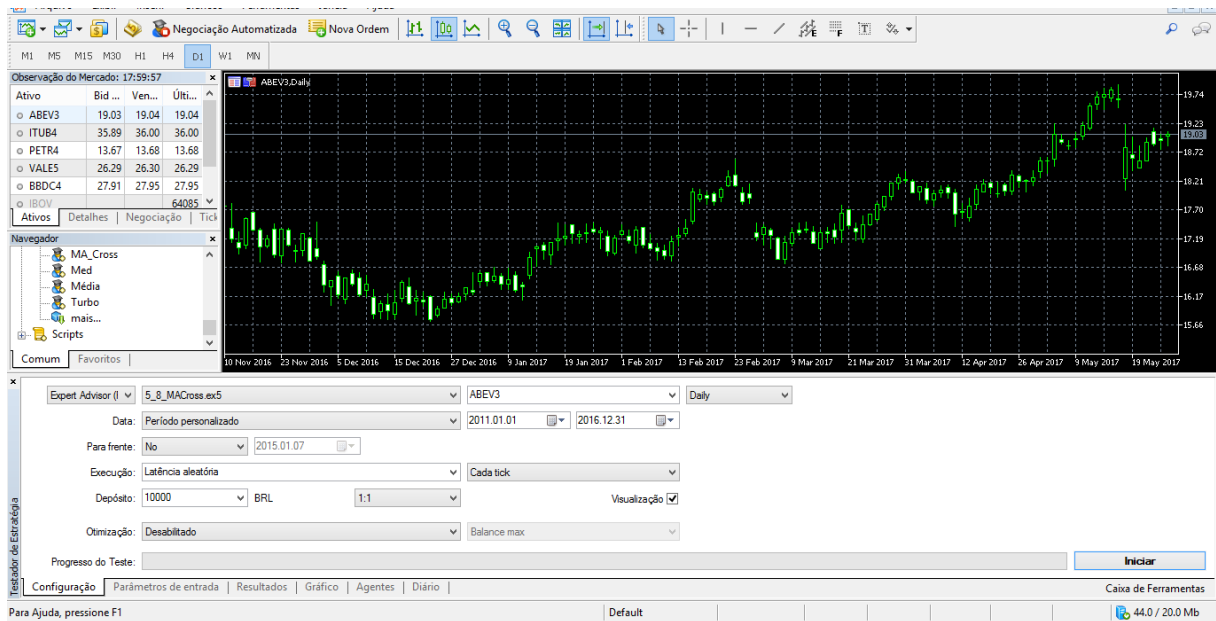 Negociação Automatizada Nova Ordem
M1 M5 M15 M30 H1 H4 D1 W1 MN
Observação do Mercado: 17:59:57
Ativo Bid ... Ven... Últi...
ABEV3 19.03 19.04 19.04
ITUB4 35.89 36.00 36.00
PETR4 13.67 13.68 13.68
VALE5 26.29 26.30 26.29
BBDC4 27.91 27.95 27.95
IBOV 64085
Ativos Detalhes | Negociação | Tick
Navegador
MA_Cross
Med
Média
Turbo
mais...
Scripts
Comum Favoritos |
ABEV3,Daily
19.74
19.23
19.03
18.72
18.21
17.70
17.19
16.68
16.17
15.66
10 Nov 2016 23 Nov 2016 5 Dec 2016 15 Dec 2016 27 Dec 2016 9 Jan 2017 19 Jan 2017 1 Feb 2017 13 Feb 2017 23 Feb 2017 9 Mar 2017 21 Mar 2017 31 Mar 2017 12 Apr 2017 26 Apr 2017 9 May 2017 19 May 2017
Expert Advisor (I 5_8_MACross.ex5 ABEV3 Daily
Data: Período personalizado 2011.01.01 2016.12.31
Para frente: No 2015.01.07
Execução: Latência aleatória Cada tick
Depósito: 10000 BRL 1:1 Visualização
Otimização: Desabilitado Balance max
Progresso do Teste: Iniciar
Testador de Estratégia
Configuração Parâmetros de entrada | Resultados | Gráfico | Agentes | Diário | Caixa de Ferramentas
Para Ajuda, pressione F1 Default 44.0 / 20.0 Mb